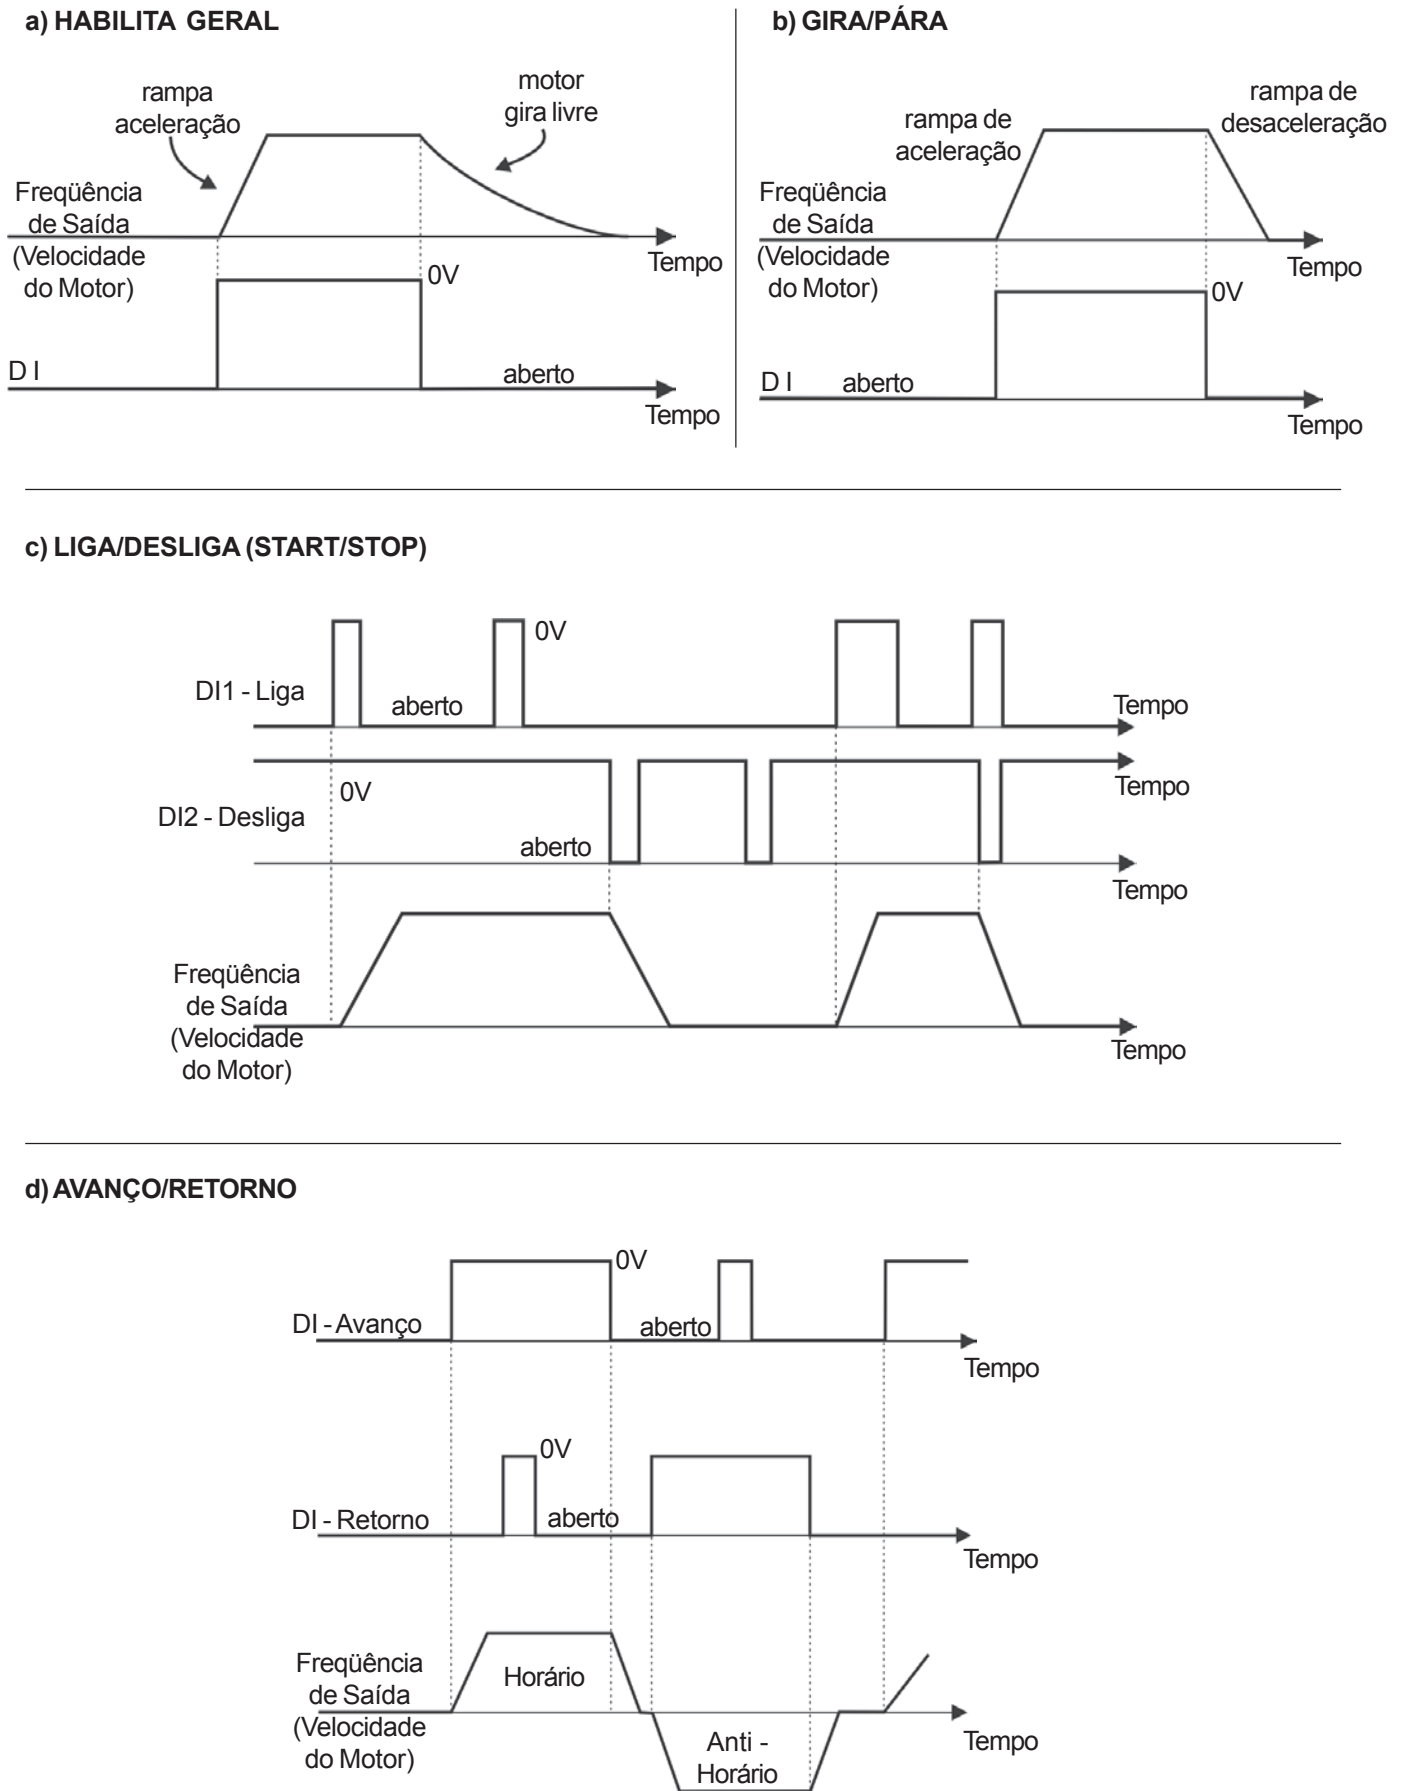 a) HABILITA GERAL
rampa
aceleração
motor
gira livre
Freqüência
de Saída
(Velocidade
do Motor)
Tempo
0V
D I
aberto
Tempo
b) GIRA/PÁRA
rampa de
aceleração
rampa de
desaceleração
Freqüência
de Saída
(Velocidade
do Motor)
Tempo
0V
D I
aberto
Tempo
c) LIGA/DESLIGA (START/STOP)
0V
DI1 - Liga
aberto
Tempo
0V
Tempo
DI2 - Desliga
aberto
Tempo
Freqüência
de Saída
(Velocidade
do Motor)
Tempo
d) AVANÇO/RETORNO
0V
DI - Avanço
aberto
Tempo
0V
DI - Retorno
aberto
Tempo
Freqüência
de Saída
(Velocidade
do Motor)
Horário
Tempo
Anti -
Horário